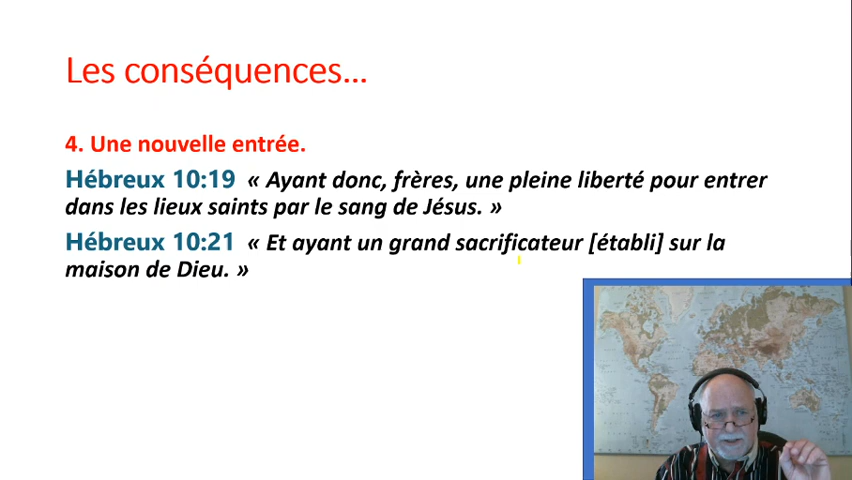 Les conséquences…
4. Une nouvelle entrée.
Hébreux 10:19 « Ayant donc, frères, une pleine liberté pour entrer
dans les lieux saints par le sang de Jésus. »
Hébreux 10:21 « Et ayant un grand sacrificateur [établi] sur la
maison de Dieu. »